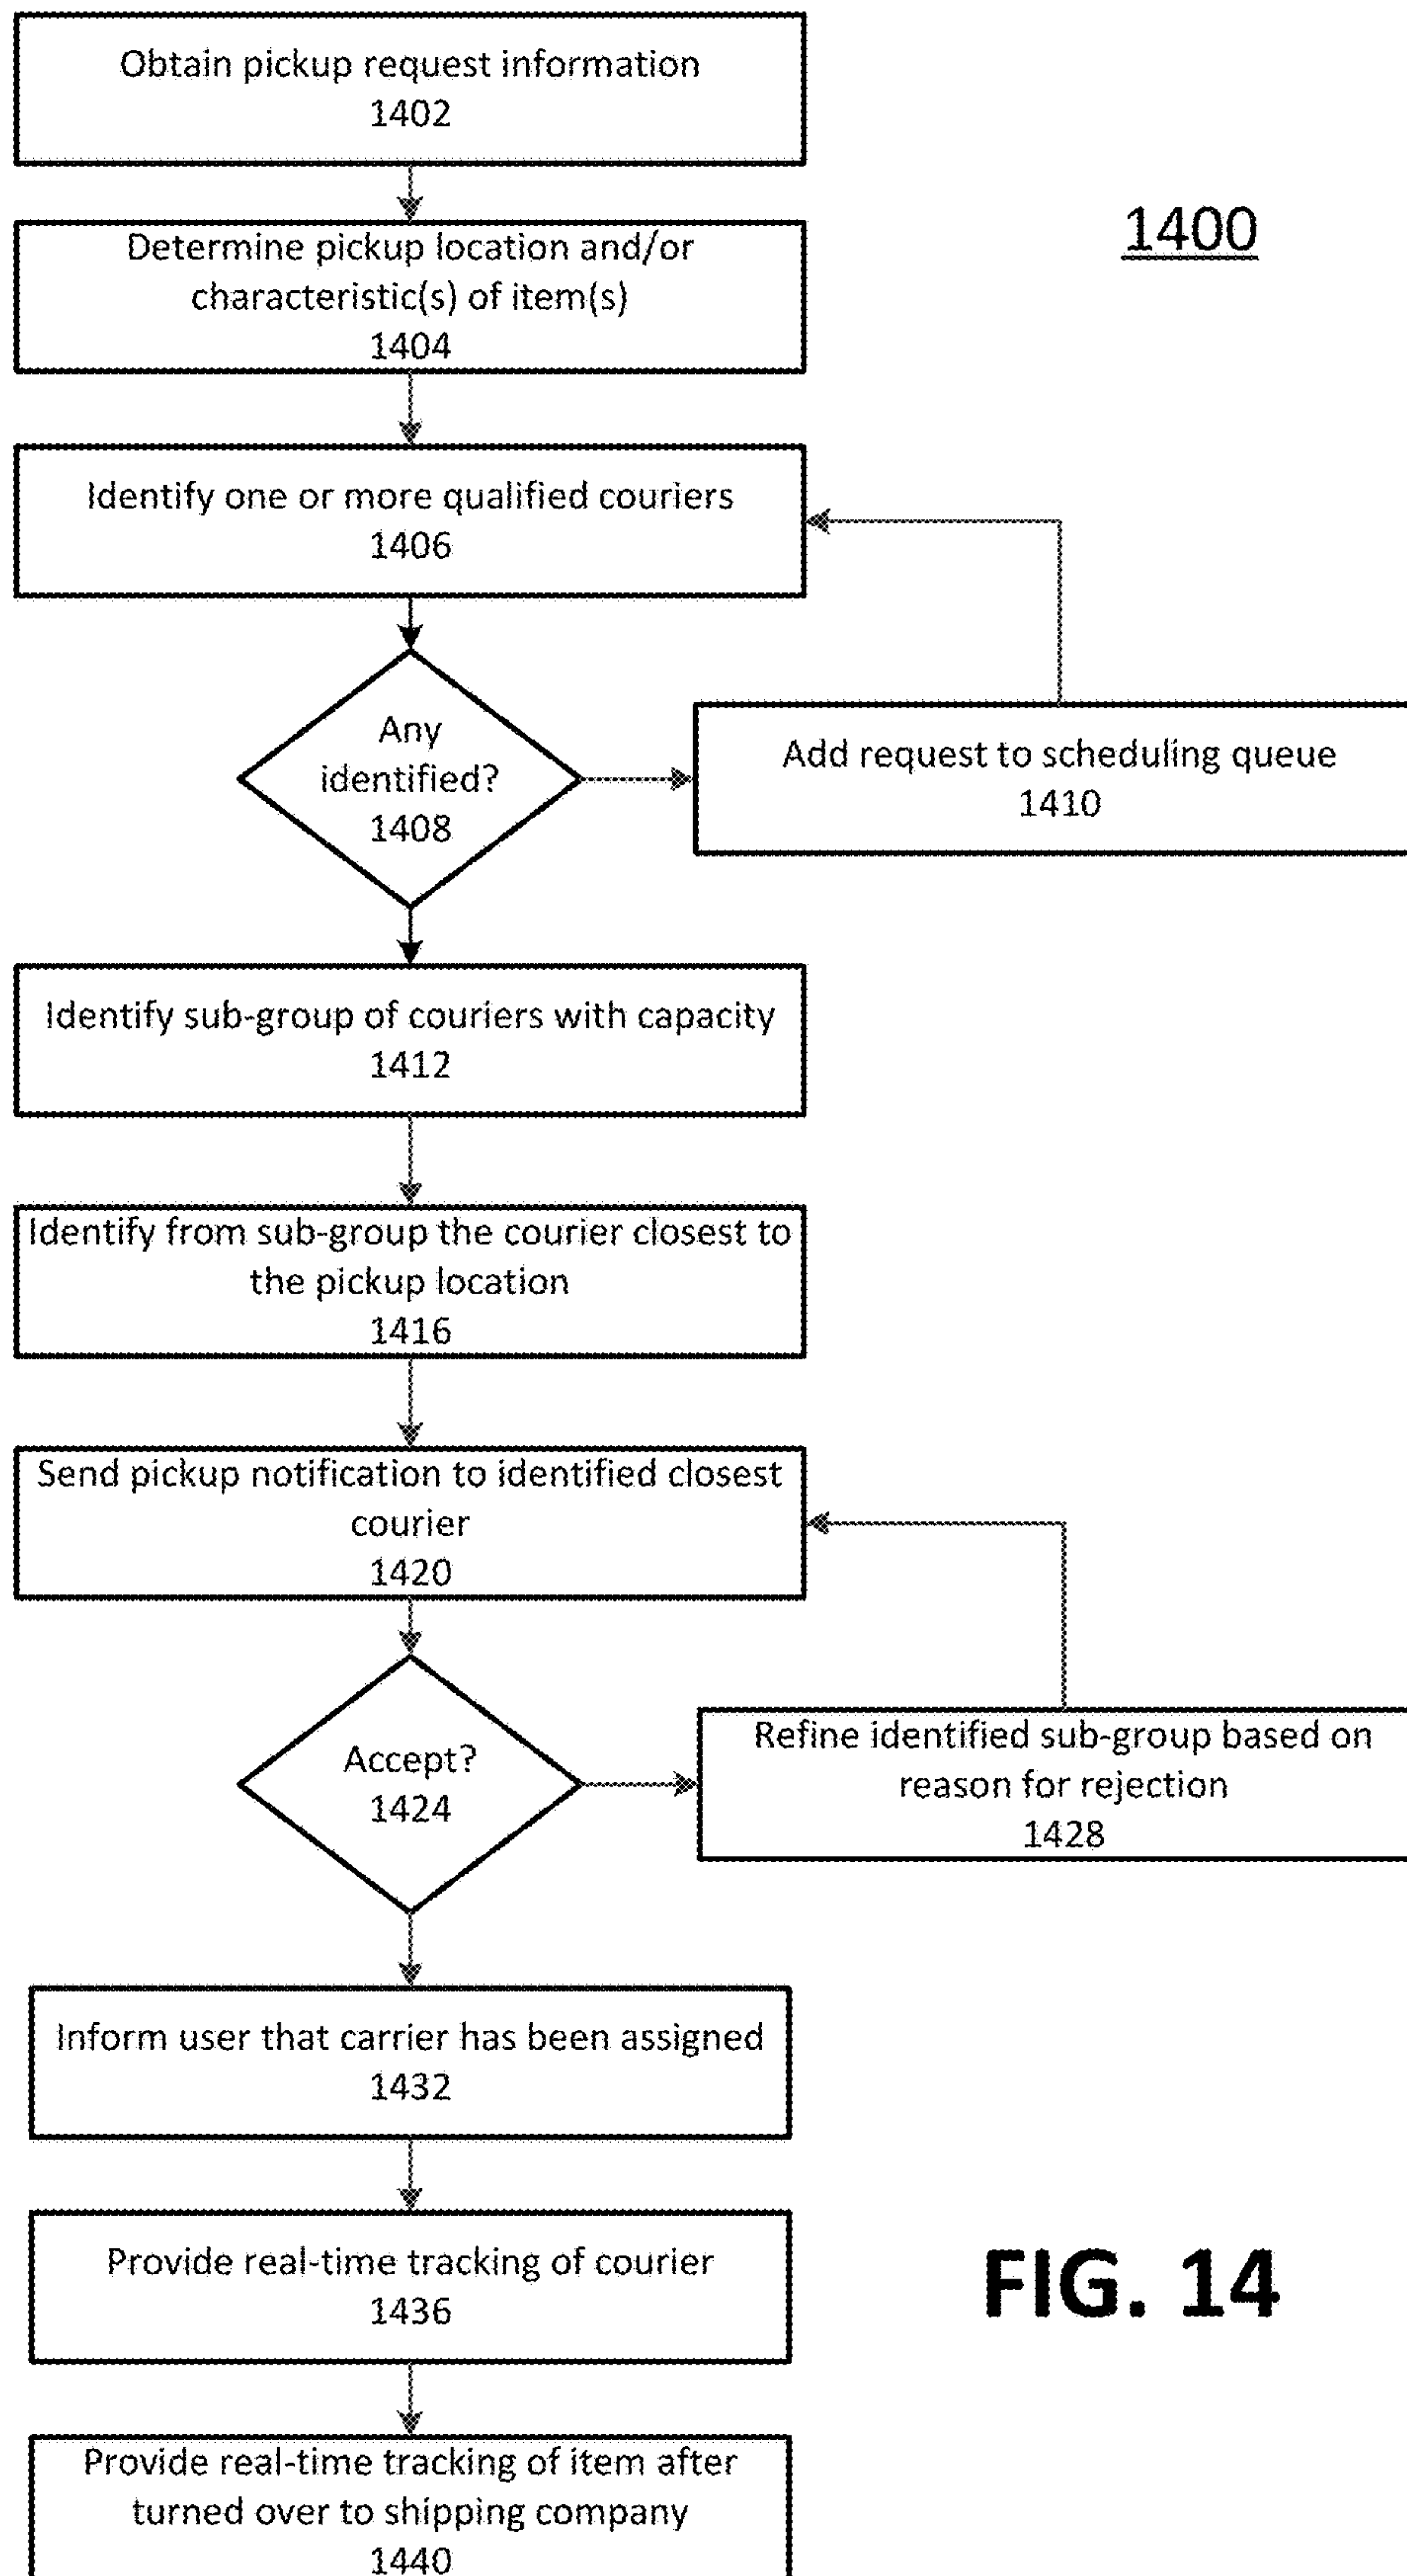 Obtain pickup request information
1402
Determine pickup location and/or
characteristic(s) of item(s)
1404
1400
Identify one or more qualified couriers
1406
Any
identified?
1408
Add request to scheduling queue
1410
Identify sub-group of couriers with capacity
1412
Identify from sub-group the courier closest to
the pickup location
1416
Send pickup notification to identified closest
courier
1420
Accept?
1424
Refine identified sub-group based on
reason for rejection
1428
Inform user that carrier has been assigned
1432
Provide real-time tracking of courier
1436
FIG. 14
Provide real-time tracking of item after
turned over to shipping company
1440